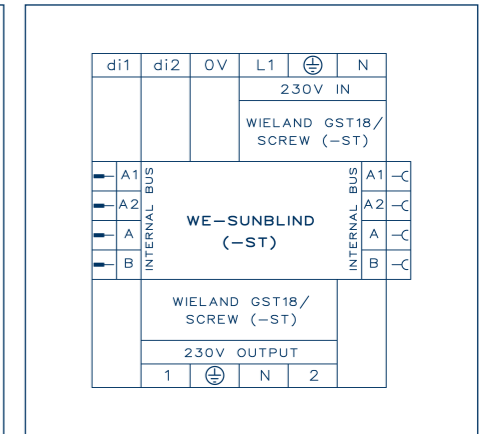 di1 di2 0V L1 N
230V IN
WIELAND GST18/
SCREW (-ST)
A1 INTERNAL BUS INTERNAL BUS A1
A2 A2
WE-SUNBLIND
A A
(-ST)
B B
WIELAND GST18/
SCREW (-ST)
230V OUTPUT
1 N 2